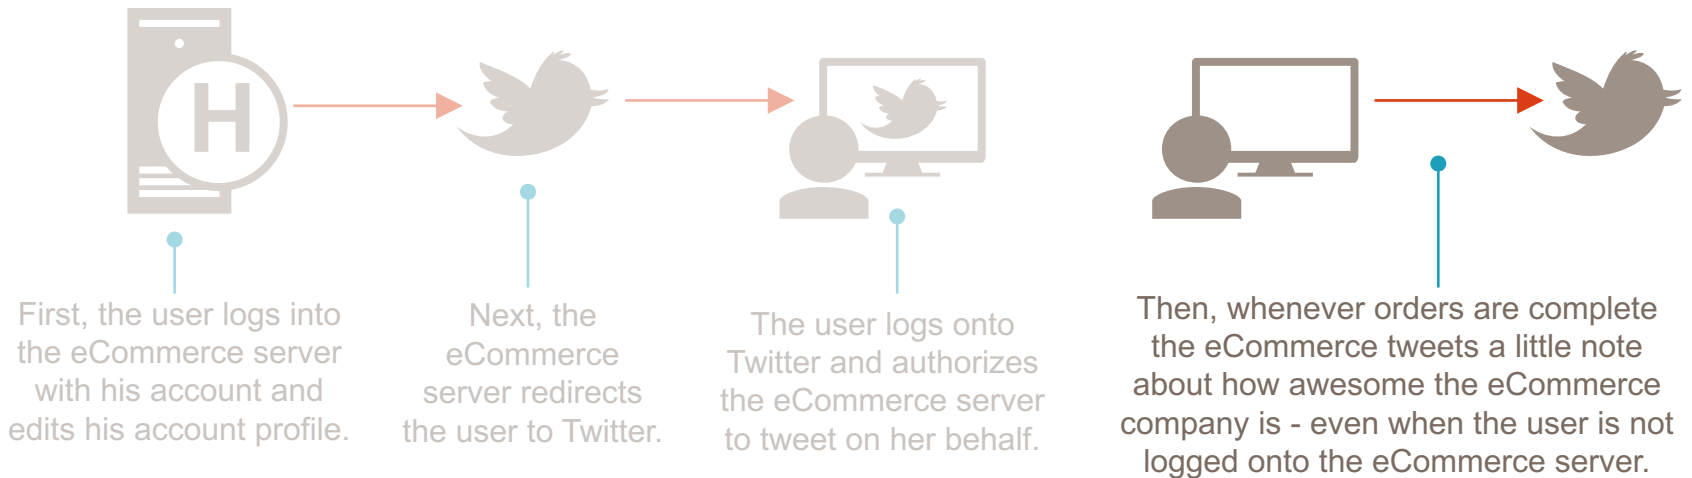 H
First, the user logs into
the eCommerce server
with his account and
edits his account profile.
Next, the
eCommerce
server redirects
the user to Twitter.
The user logs onto
Twitter and authorizes
the eCommerce server
to tweet on her behalf.
Then, whenever orders are complete
the eCommerce tweets a little note
about how awesome the eCommerce
company is - even when the user is not
logged onto the eCommerce server.